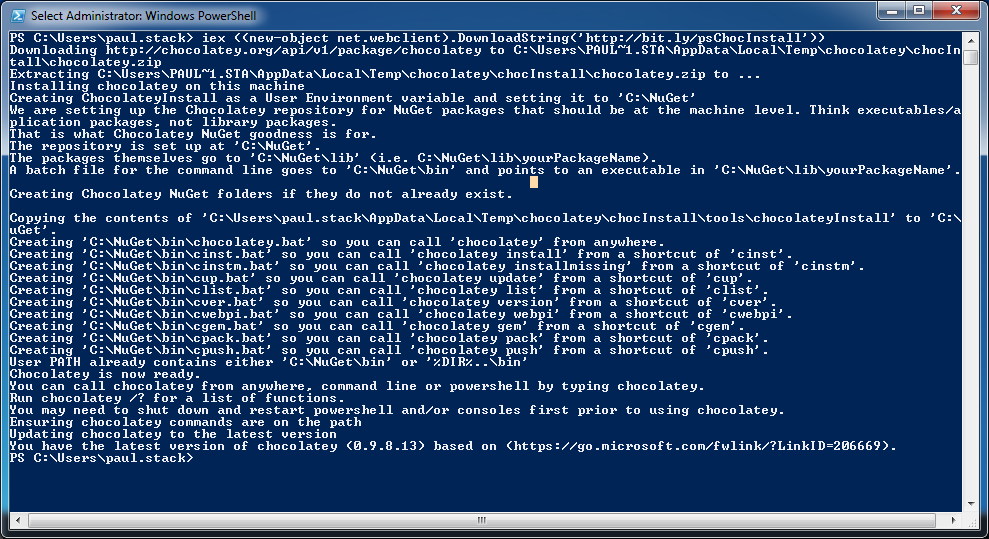 Select Administrator: Windows PowerShell
PS C:\Users\paul.stack> iex ((new-object net.webclient).DownloadString('http://bit.ly/psChocInstall'))
Downloading http://chocolatey.org/api/v1/package/chocolatey to C:\Users\PAUL~1.STA\AppData\Local\Temp\chocolatey\chocIn
tall\chocolatey.zip
Extracting C:\Users\PAUL~1.STA\AppData\Local\Temp\chocolatey\chocInstall\chocolatey.zip to ...
Installing chocolatey on this machine
Creating ChocolateyInstall as a User Environment variable and setting it to 'C:\NuGet'
We are setting up the Chocolatey repository for NuGet packages that should be at the machine level. Think executables/a
plication packages, not library packages.
That is what Chocolatey NuGet goodness is for.
The repository is set up at 'C:\NuGet'.
The packages themselves go to 'C:\NuGet\lib' (i.e. C:\NuGet\lib\yourPackageName).
A batch file for the command line goes to 'C:\NuGet\bin' and points to an executable in 'C:\NuGet\lib\yourPackageName'.
Creating Chocolatey NuGet folders if they do not already exist.
Copying the contents of 'C:\Users\paul.stack\AppData\Local\Temp\chocolatey\chocInstall\tools\chocolateyInstall' to 'C:\
uGet'.
Creating 'C:\NuGet\bin\chocolatey.bat' so you can call 'chocolatey' from anywhere.
Creating 'C:\NuGet\bin\cinst.bat' so you can call 'chocolatey install' from a shortcut of 'cinst'.
Creating 'C:\NuGet\bin\cinstm.bat' so you can call 'chocolatey installmissing' from a shortcut of 'cinstm'.
Creating 'C:\NuGet\bin\cup.bat' so you can call 'chocolatey update' from a shortcut of 'cup'.
Creating 'C:\NuGet\bin\clist.bat' so you can call 'chocolatey list' from a shortcut of 'clist'.
Creating 'C:\NuGet\bin\cver.bat' so you can call 'chocolatey version' from a shortcut of 'cver'.
Creating 'C:\NuGet\bin\cwebpi.bat' so you can call 'chocolatey webpi' from a shortcut of 'cwebpi'.
Creating 'C:\NuGet\bin\cgem.bat' so you can call 'chocolatey gem' from a shortcut of 'cgem'.
Creating 'C:\NuGet\bin\cpack.bat' so you can call 'chocolatey pack' from a shortcut of 'cpack'.
Creating 'C:\NuGet\bin\cpush.bat' so you can call 'chocolatey push' from a shortcut of 'cpush'.
User PATH already contains either 'C:\NuGet\bin' or '%DIR%..\bin'
Chocolatey is now ready.
You can call chocolatey from anywhere, command line or powershell by typing chocolatey.
Run chocolatey /? for a list of functions.
You may need to shut down and restart powershell and/or consoles first prior to using chocolatey.
Ensuring chocolatey commands are on the path
Updating chocolatey to the latest version
You have the latest version of chocolatey (0.9.8.13) based on (https://go.microsoft.com/fwlink/?LinkID=206669).
PS C:\Users\paul.stack>